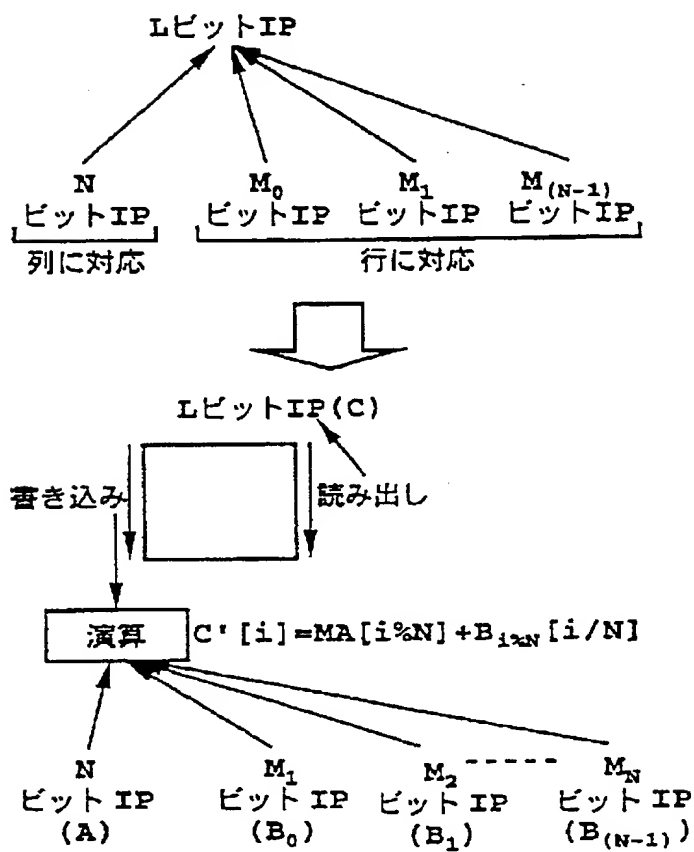 LビットIP
N M₀ M₁ M₍N-1₎
ビットIP ビットIP ビットIP ビットIP
列に対応 行に対応
LビットIP(C)
書き込み 読み出し
演算 C'[i]=MA[i%N]+Bi%N[i/N]
N M₁ M₂ ----- MN
ビットIP ビットIP ビットIP ビットIP
(A) (B₀) (B₁) (B₍N-1₎)